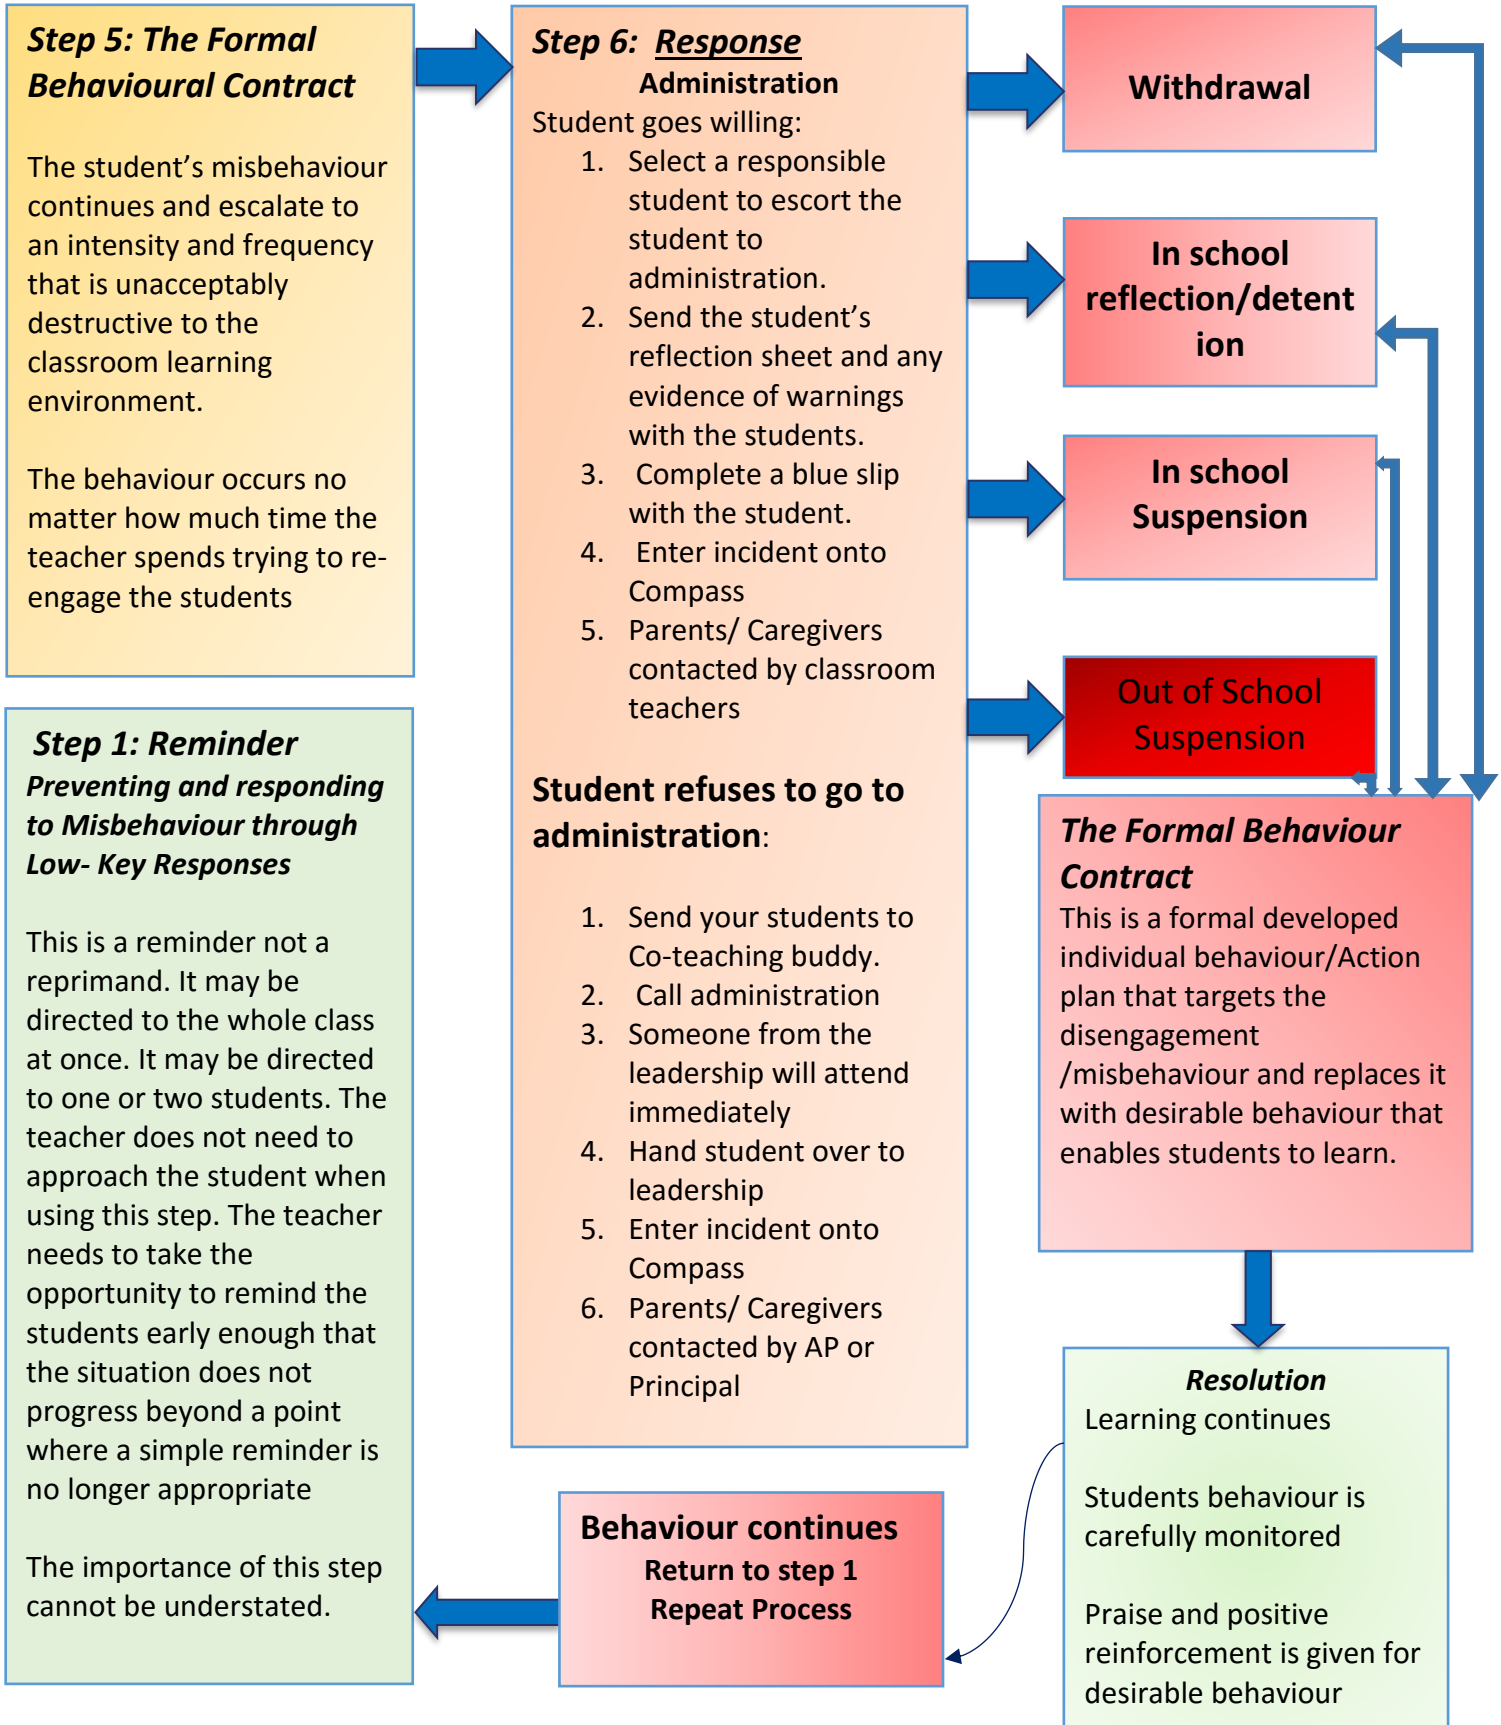 Step 5: The Formal
Behavioural Contract
The student’s misbehaviour
continues and escalate to
an intensity and frequency
that is unacceptably
destructive to the
classroom learning
environment.
The behaviour occurs no
matter how much time the
teacher spends trying to re-
engage the students
Step 6: Response
Administration
Student goes willing:
1. Select a responsible
student to escort the
student to
administration.
2. Send the student’s
reflection sheet and any
evidence of warnings
with the students.
3. Complete a blue slip
with the student.
4. Enter incident onto
Compass
5. Parents/ Caregivers
contacted by classroom
teachers
Student refuses to go to
administration:
1. Send your students to
Co-teaching buddy.
2. Call administration
3. Someone from the
leadership will attend
immediately
4. Hand student over to
leadership
5. Enter incident onto
Compass
6. Parents/ Caregivers
contacted by AP or
Principal
Withdrawal
In school
reflection/detent
ion
In school
Suspension
Out of School
Suspension
The Formal Behaviour
Contract
This is a formal developed
individual behaviour/Action
plan that targets the
disengagement
/misbehaviour and replaces it
with desirable behaviour that
enables students to learn.
Resolution
Learning continues
Students behaviour is
carefully monitored
Praise and positive
reinforcement is given for
desirable behaviour
Behaviour continues
Return to step 1
Repeat Process
Step 1: Reminder
Preventing and responding
to Misbehaviour through
Low- Key Responses
This is a reminder not a
reprimand. It may be
directed to the whole class
at once. It may be directed
to one or two students. The
teacher does not need to
approach the student when
using this step. The teacher
needs to take the
opportunity to remind the
students early enough that
the situation does not
progress beyond a point
where a simple reminder is
no longer appropriate
The importance of this step
cannot be understated.